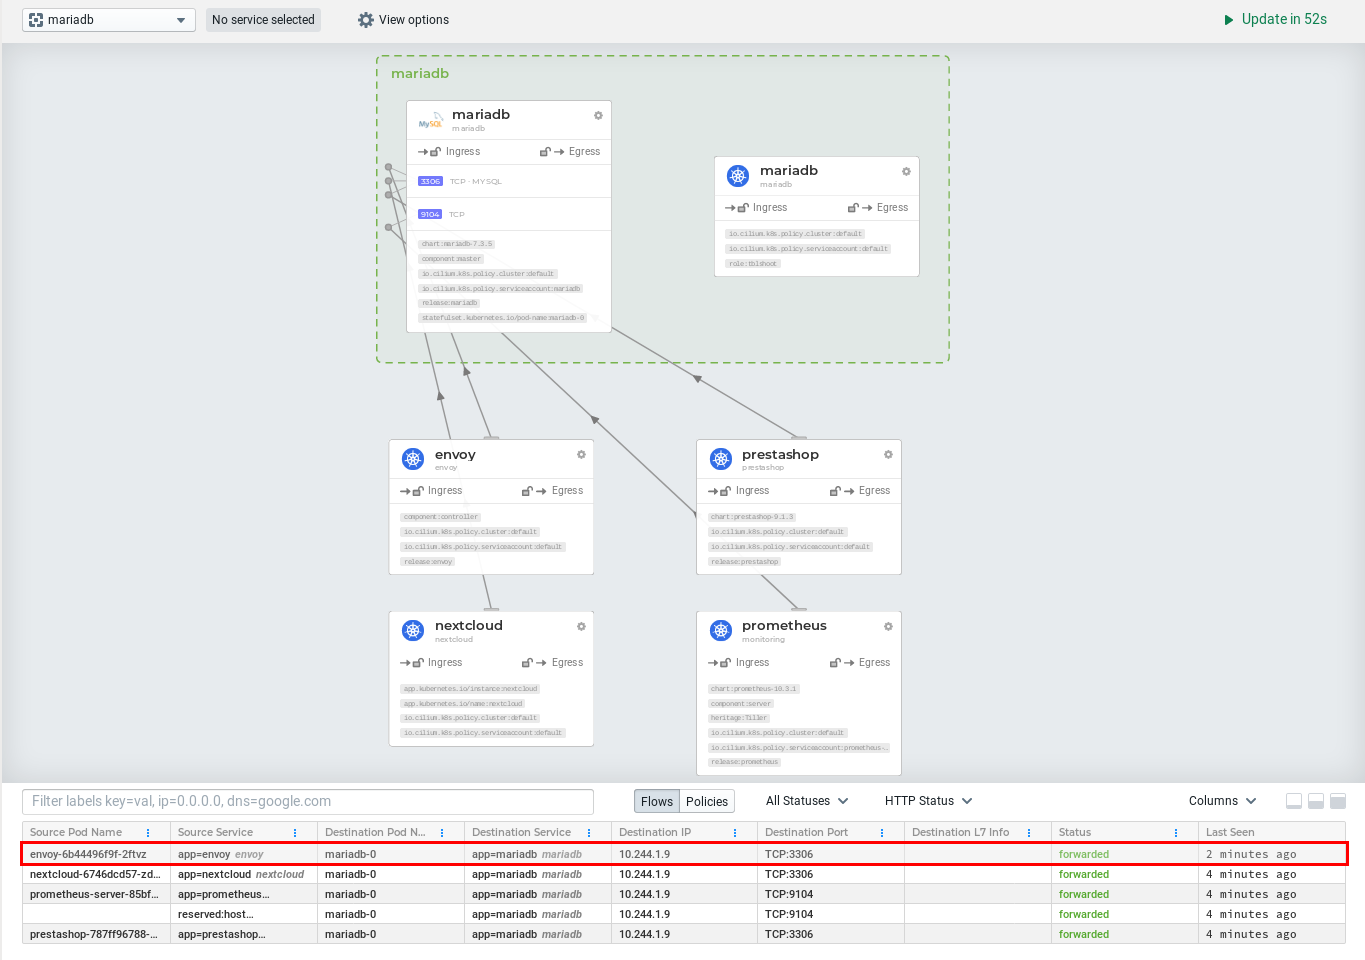 mariadb No service selected View options Update in 52s
mariadb
MySQL mariadb
mariadb
Ingress Egress
3306 TCP · MYSQL
9104 TCP
chart:mariadb-7.3.5
component:master
io.cilium.k8s.policy.cluster:default
io.cilium.k8s.policy.serviceaccount:mariadb
release:mariadb
statefulset.kubernetes.io/pod-name:mariadb-0
mariadb
mariadb
Ingress Egress
io.cilium.k8s.policy.cluster:default
io.cilium.k8s.policy.serviceaccount:default
role:tblshoot
envoy
envoy
Ingress Egress
component:controller
io.cilium.k8s.policy.cluster:default
io.cilium.k8s.policy.serviceaccount:default
release:envoy
prestashop
prestashop
Ingress Egress
chart:prestashop-9.1.3
io.cilium.k8s.policy.cluster:default
io.cilium.k8s.policy.serviceaccount:default
release:prestashop
nextcloud
nextcloud
Ingress Egress
app.kubernetes.io/instance:nextcloud
app.kubernetes.io/name:nextcloud
io.cilium.k8s.policy.cluster:default
io.cilium.k8s.policy.serviceaccount:default
prometheus
monitoring
Ingress Egress
chart:prometheus-10.3.1
component:server
heritage:Tiller
io.cilium.k8s.policy.cluster:default
io.cilium.k8s.policy.serviceaccount:prometheus-..
release:prometheus
Filter labels key=val, ip=0.0.0.0, dns=google.com Flows Policies All Statuses HTTP Status Columns
Source Pod Name Source Service Destination Pod N... Destination Service Destination IP Destination Port Destination L7 Info Status Last Seen
envoy-6b44496f9f-2ftvz app=envoy envoy mariadb-0 app=mariadb mariadb 10.244.1.9 TCP:3306 forwarded 2 minutes ago
nextcloud-6746dcd57-zd... app=nextcloud nextcloud mariadb-0 app=mariadb mariadb 10.244.1.9 TCP:3306 forwarded 4 minutes ago
prometheus-server-85bf... app=prometheus... mariadb-0 app=mariadb mariadb 10.244.1.9 TCP:9104 forwarded 4 minutes ago
reserved:host... mariadb-0 app=mariadb mariadb 10.244.1.9 TCP:9104 forwarded 4 minutes ago
prestashop-787ff96788-... app=prestashop... mariadb-0 app=mariadb mariadb 10.244.1.9 TCP:3306 forwarded 4 minutes ago